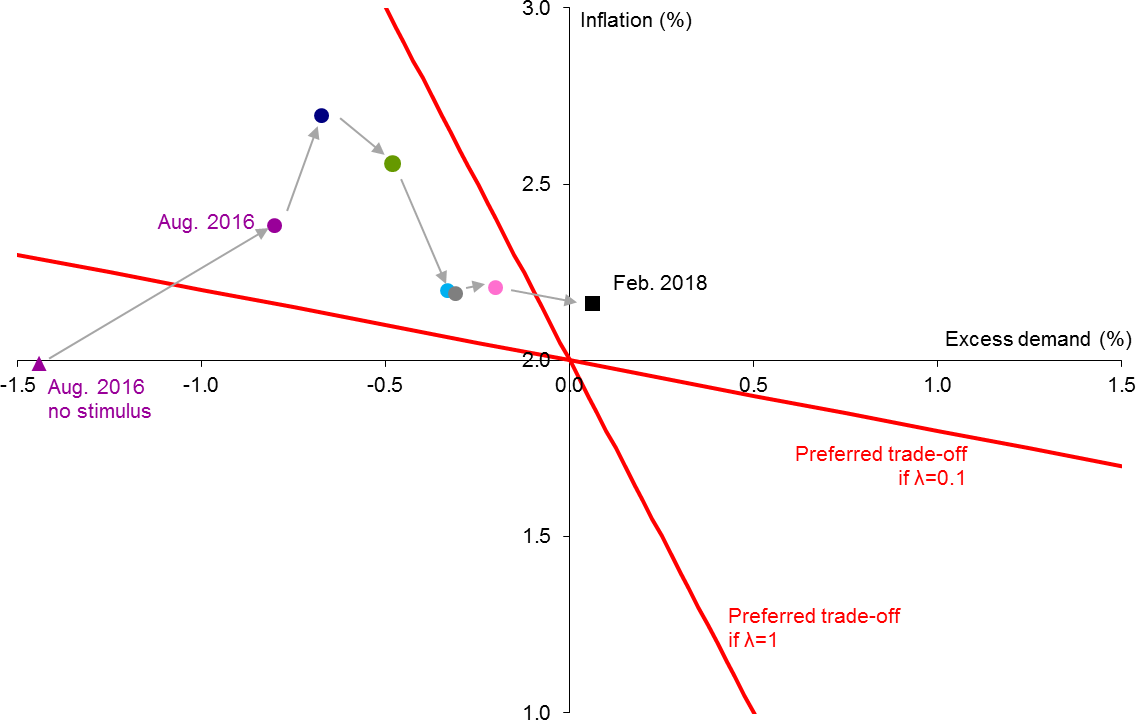 3.0
Inflation (%)
2.5
Aug. 2016
Feb. 2018
Excess demand (%)
2.0
-1.5
-1.0
-0.5
0.0
0.5
1.0
1.5
Aug. 2016
no stimulus
Preferred trade-off
if λ=0.1
1.5
Preferred trade-off
if λ=1
1.0